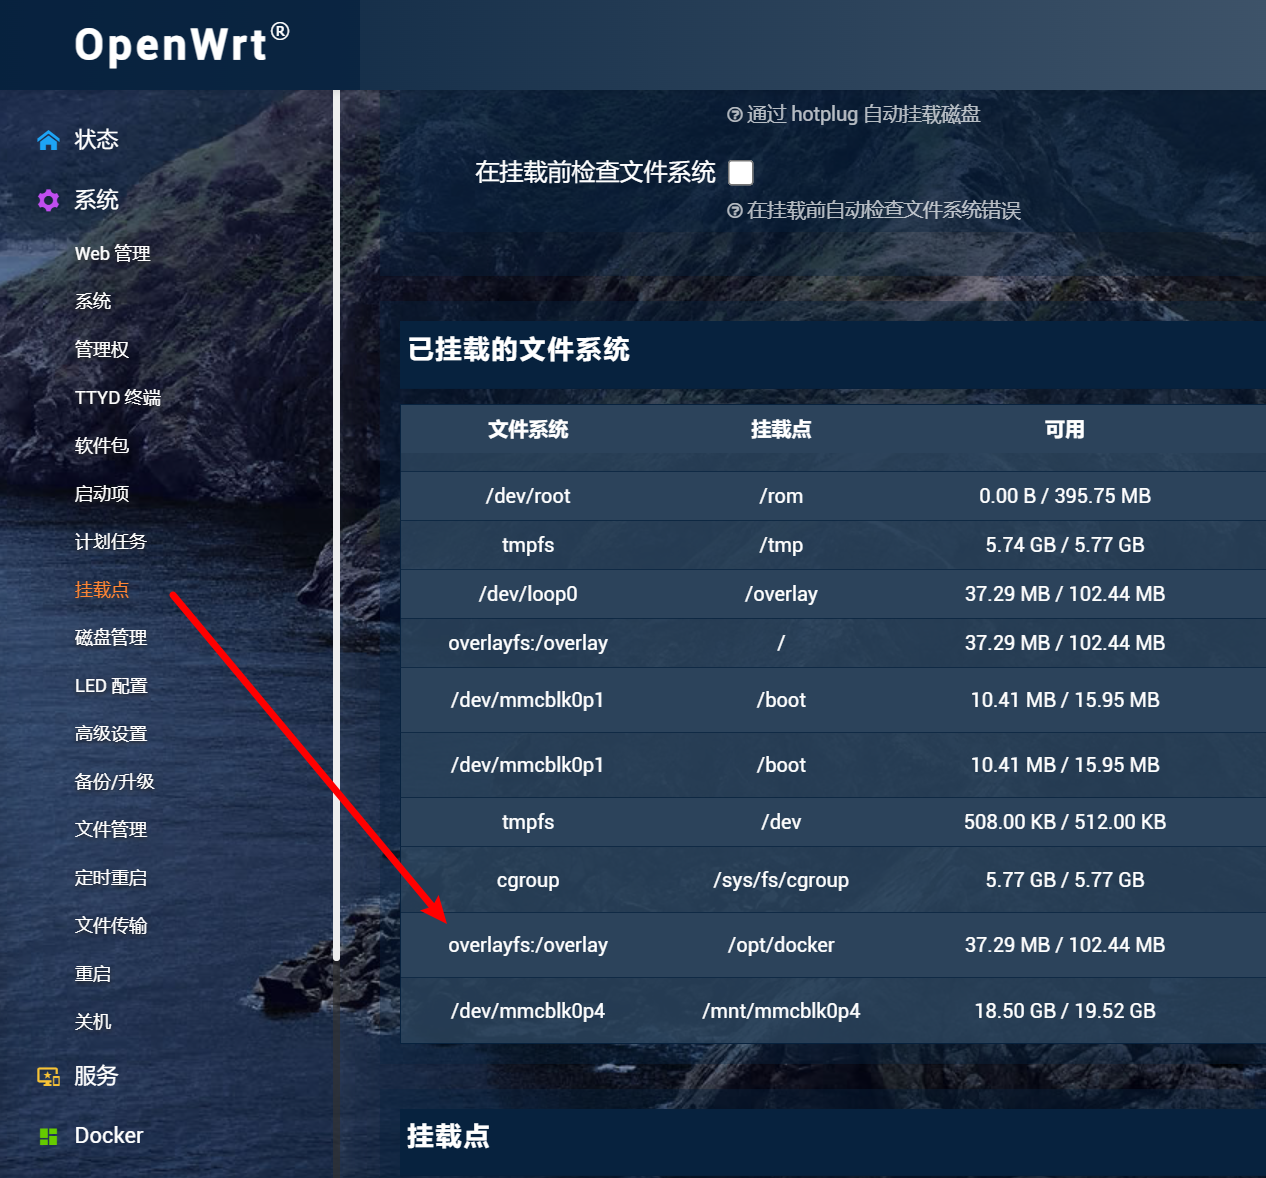 OpenWrt®
状态
系统
Web 管理
系统
管理权
TTYD 终端
软件包
启动项
计划任务
挂载点
磁盘管理
LED 配置
高级设置
备份/升级
文件管理
定时重启
文件传输
重启
关机
服务
Docker
通过 hotplug 自动挂载磁盘
在挂载前检查文件系统
在挂载前自动检查文件系统错误
已挂载的文件系统
文件系统 挂载点 可用
/dev/root /rom 0.00 B / 395.75 MB
tmpfs /tmp 5.74 GB / 5.77 GB
/dev/loop0 /overlay 37.29 MB / 102.44 MB
overlayfs:/overlay / 37.29 MB / 102.44 MB
/dev/mmcblk0p1 /boot 10.41 MB / 15.95 MB
/dev/mmcblk0p1 /boot 10.41 MB / 15.95 MB
tmpfs /dev 508.00 KB / 512.00 KB
cgroup /sys/fs/cgroup 5.77 GB / 5.77 GB
overlayfs:/overlay /opt/docker 37.29 MB / 102.44 MB
/dev/mmcblk0p4 /mnt/mmcblk0p4 18.50 GB / 19.52 GB
挂载点